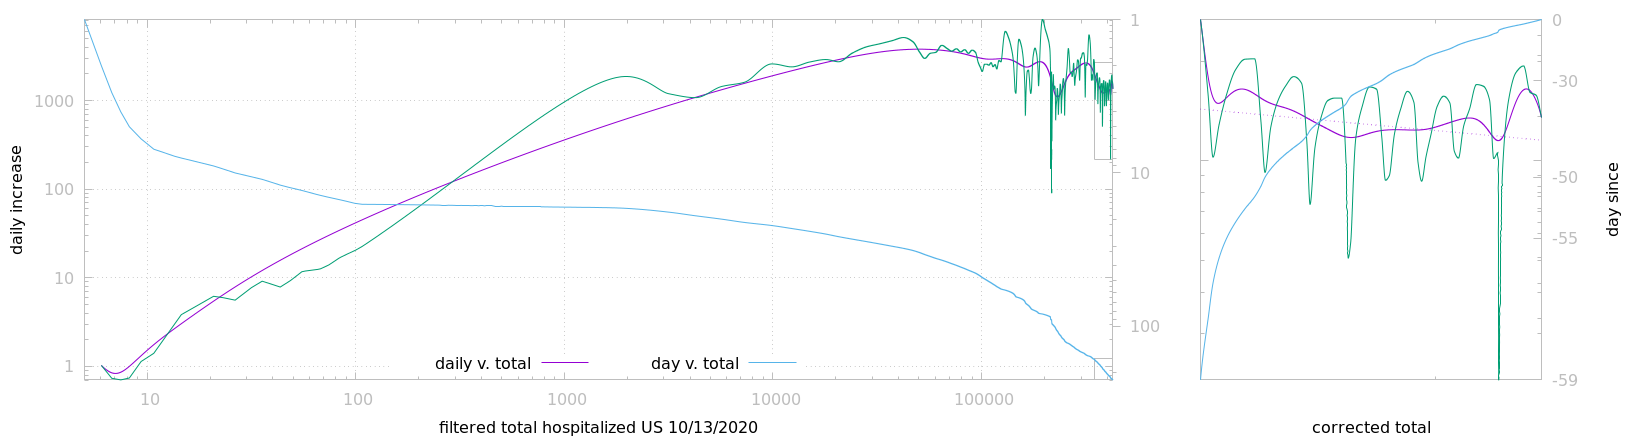 daily increase
1000
100
10
1
10
100
1000
10000
100000
filtered total hospitalized US 10/13/2020
daily v. total
day v. total
1
10
100
0
-30
-50
-55
-59
day since
corrected total